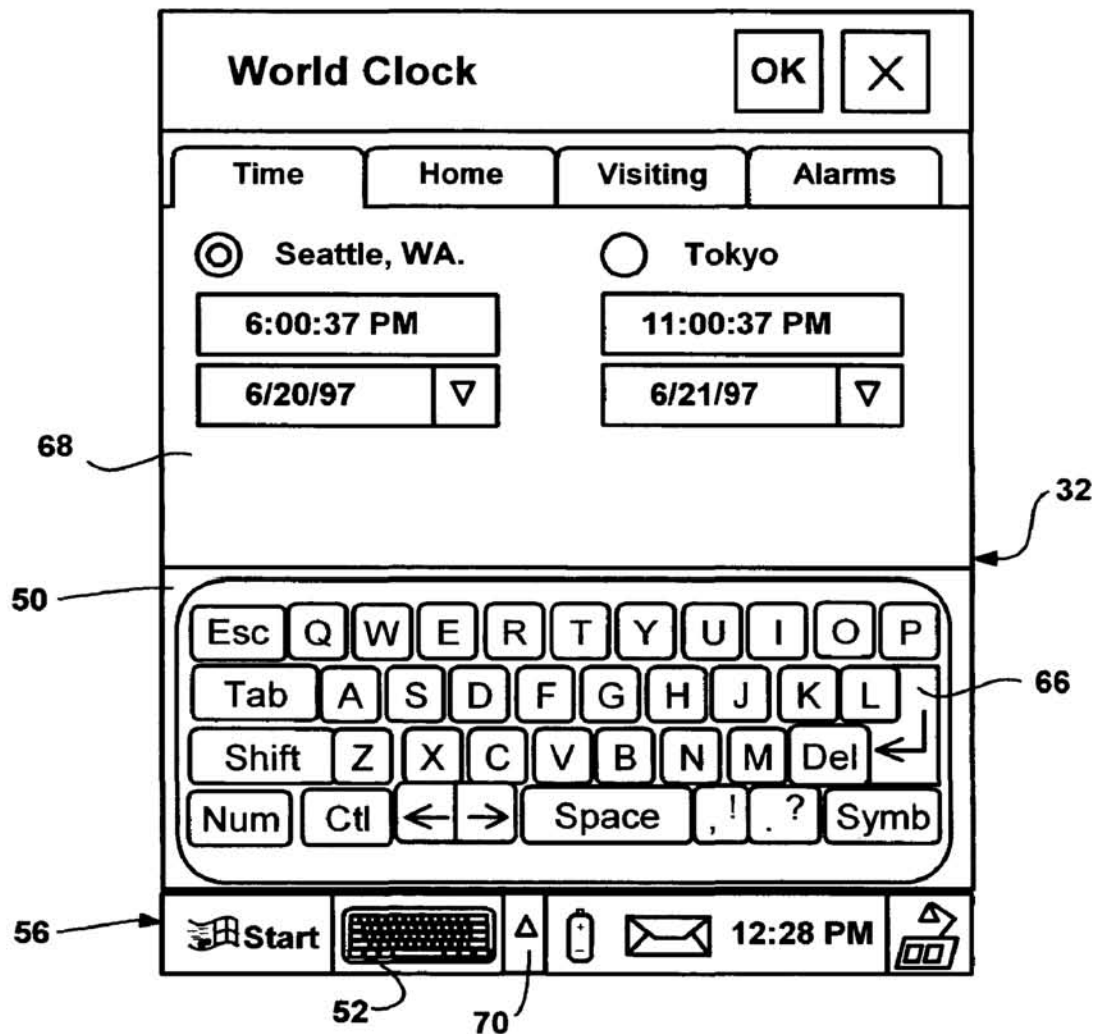 World Clock OK X
Time Home Visiting Alarms
Seattle, WA. Tokyo
6:00:37 PM 11:00:37 PM
6/20/97 6/21/97
68
32
50
Esc Q W E R T Y U I O P
Tab A S D F G H J K L
66
Shift Z X C V B N M Del
Num Ctl Space , ! . ? Symb
56
Start 12:28 PM
52 70